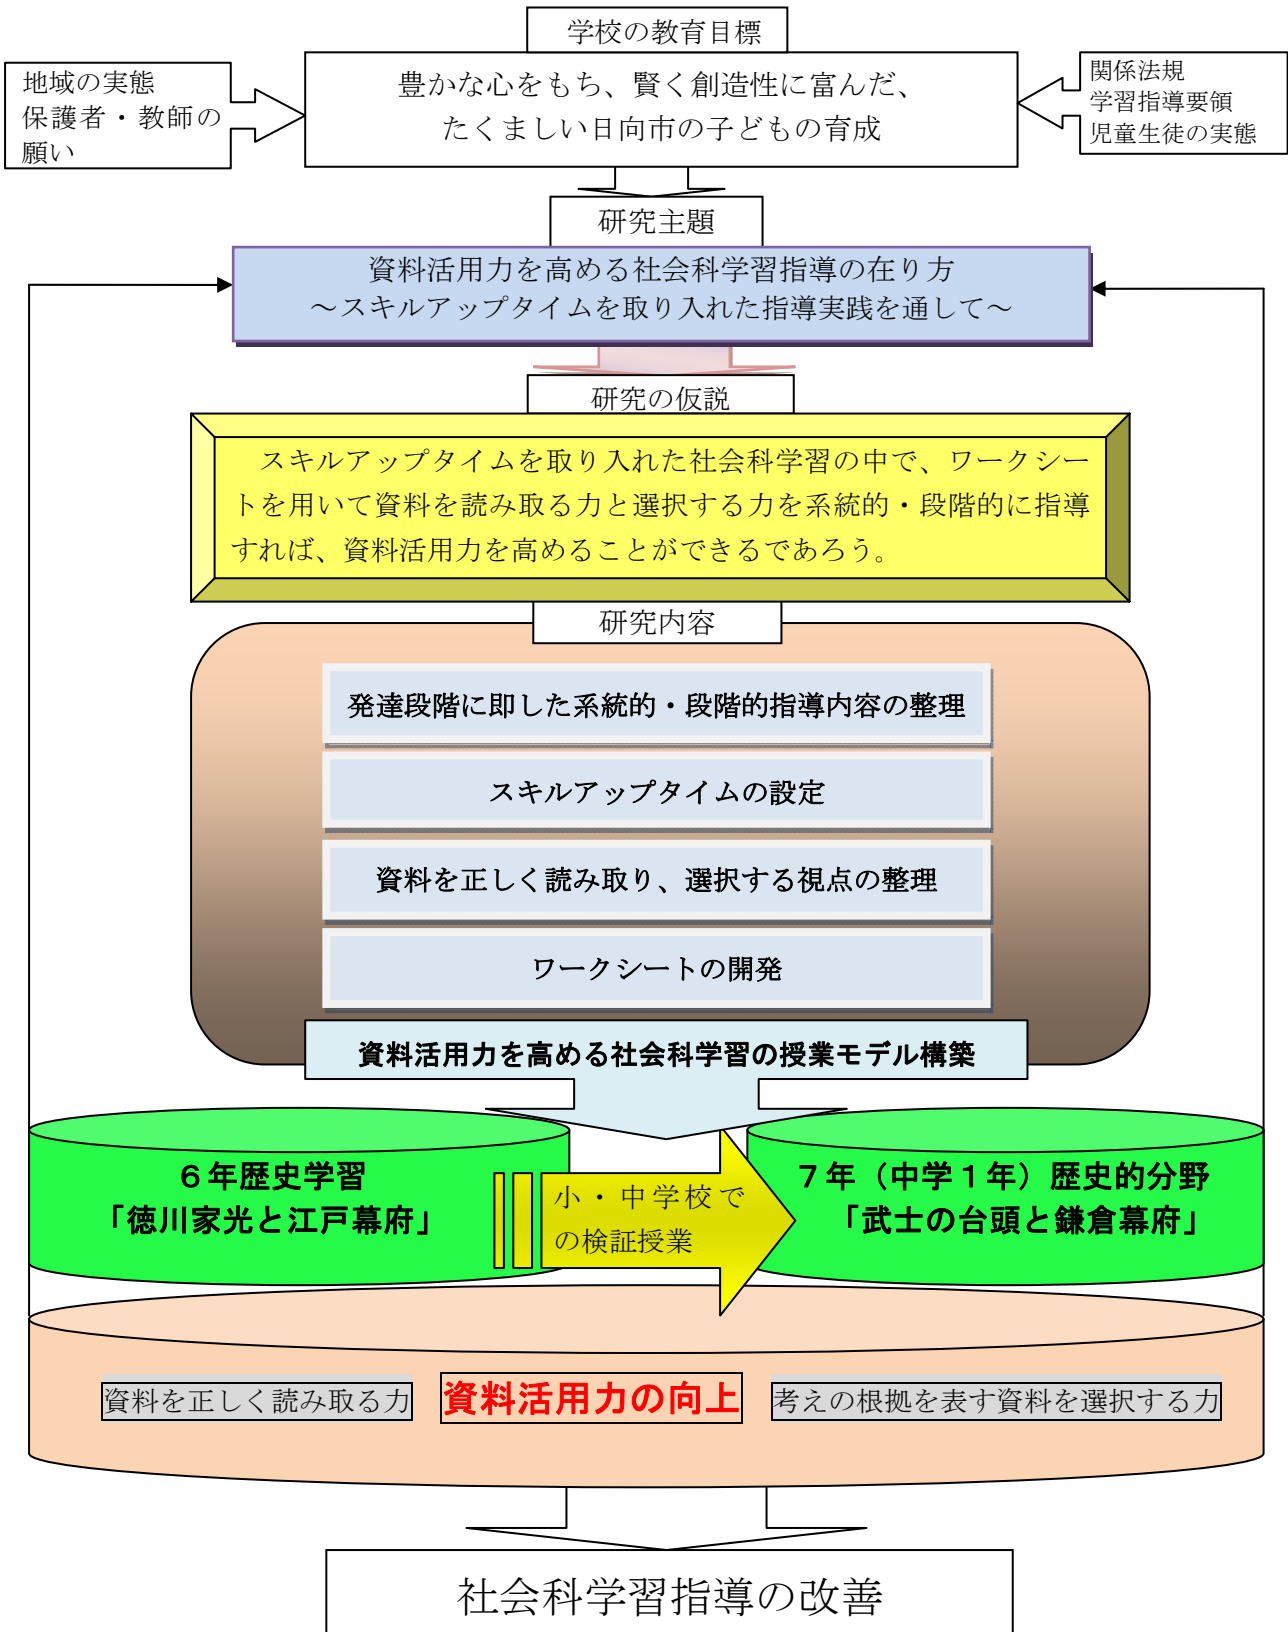 学校の教育目標
地域の実態
保護者・教師の
願い
豊かな心をもち、賢く創造性に富んだ、
たくましい日向市の子どもの育成
関係法規
学習指導要領
児童生徒の実態
研究主題
資料活用力を高める社会科学習指導の在り方
～スキルアップタイムを取り入れた指導実践を通して～
研究の仮説
スキルアップタイムを取り入れた社会科学習の中で、ワークシー
トを用いて資料を読み取る力と選択する力を系統的・段階的に指導
すれば、資料活用力を高めることができるであろう。
研究内容
発達段階に即した系統的・段階的指導内容の整理
スキルアップタイムの設定
資料を正しく読み取り、選択する視点の整理
ワークシートの開発
資料活用力を高める社会科学習の授業モデル構築
６年歴史学習
「徳川家光と江戸幕府」
小・中学校で
の検証授業
７年（中学１年）歴史的分野
「武士の台頭と鎌倉幕府」
資料を正しく読み取る力
資料活用力の向上
考えの根拠を表す資料を選択する力
社会科学習指導の改善